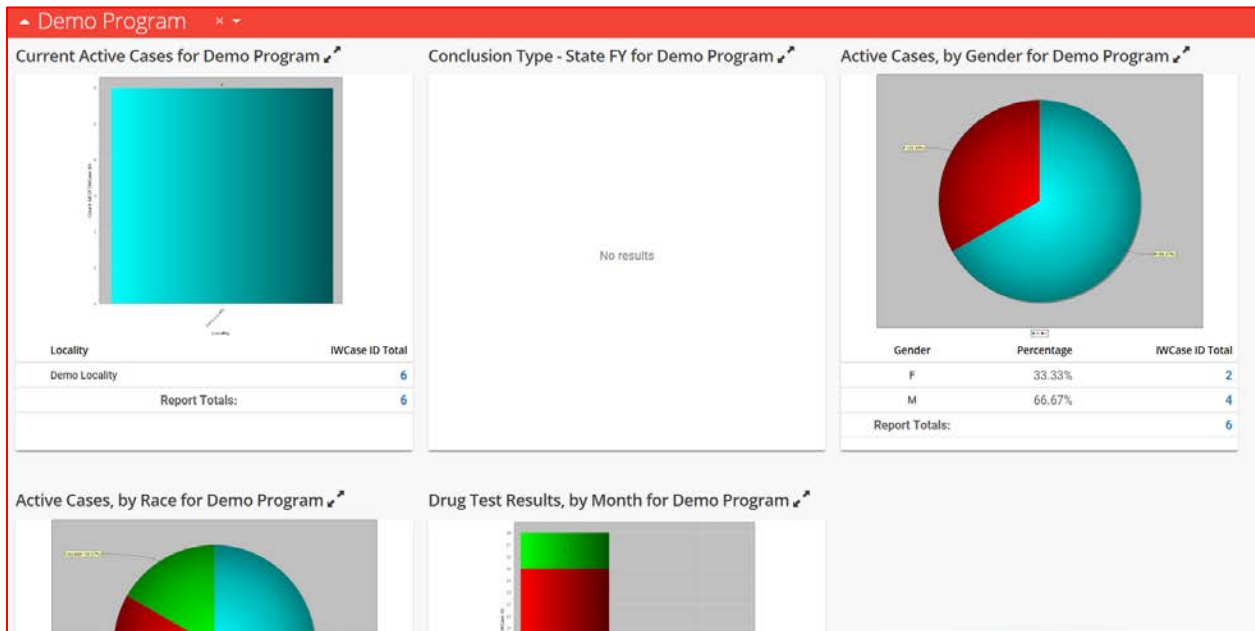 Demo Program
Current Active Cases for Demo Program
Locality
Locality IWCase ID Total
Demo Locality 6
Report Totals: 6
Conclusion Type - State FY for Demo Program
No results
Active Cases, by Gender for Demo Program
Gender Percentage IWCase ID Total
F 33.33% 2
M 66.67% 4
Report Totals: 6
Active Cases, by Race for Demo Program
Drug Test Results, by Month for Demo Program